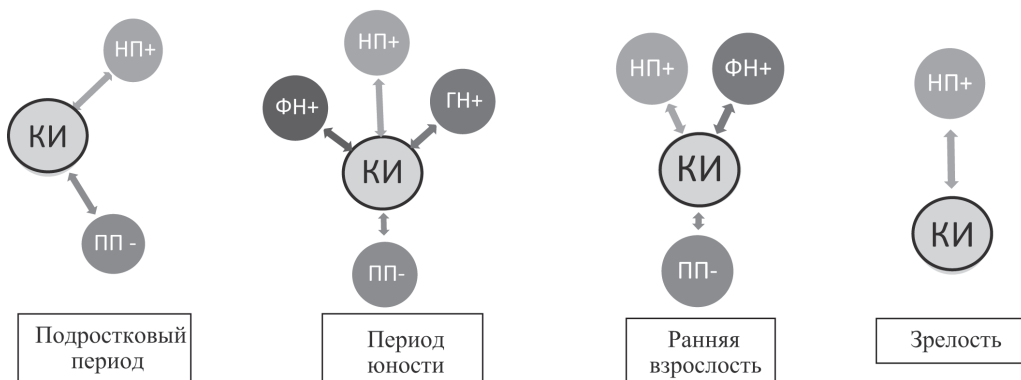 НП+
КИ
ПП -
Подростковый
период
НП+
ФН+
ГН+
КИ
ПП-
Период
юности
НП+
ФН+
КИ
ПП-
Ранняя
взрослость
НП+
КИ
Зрелость